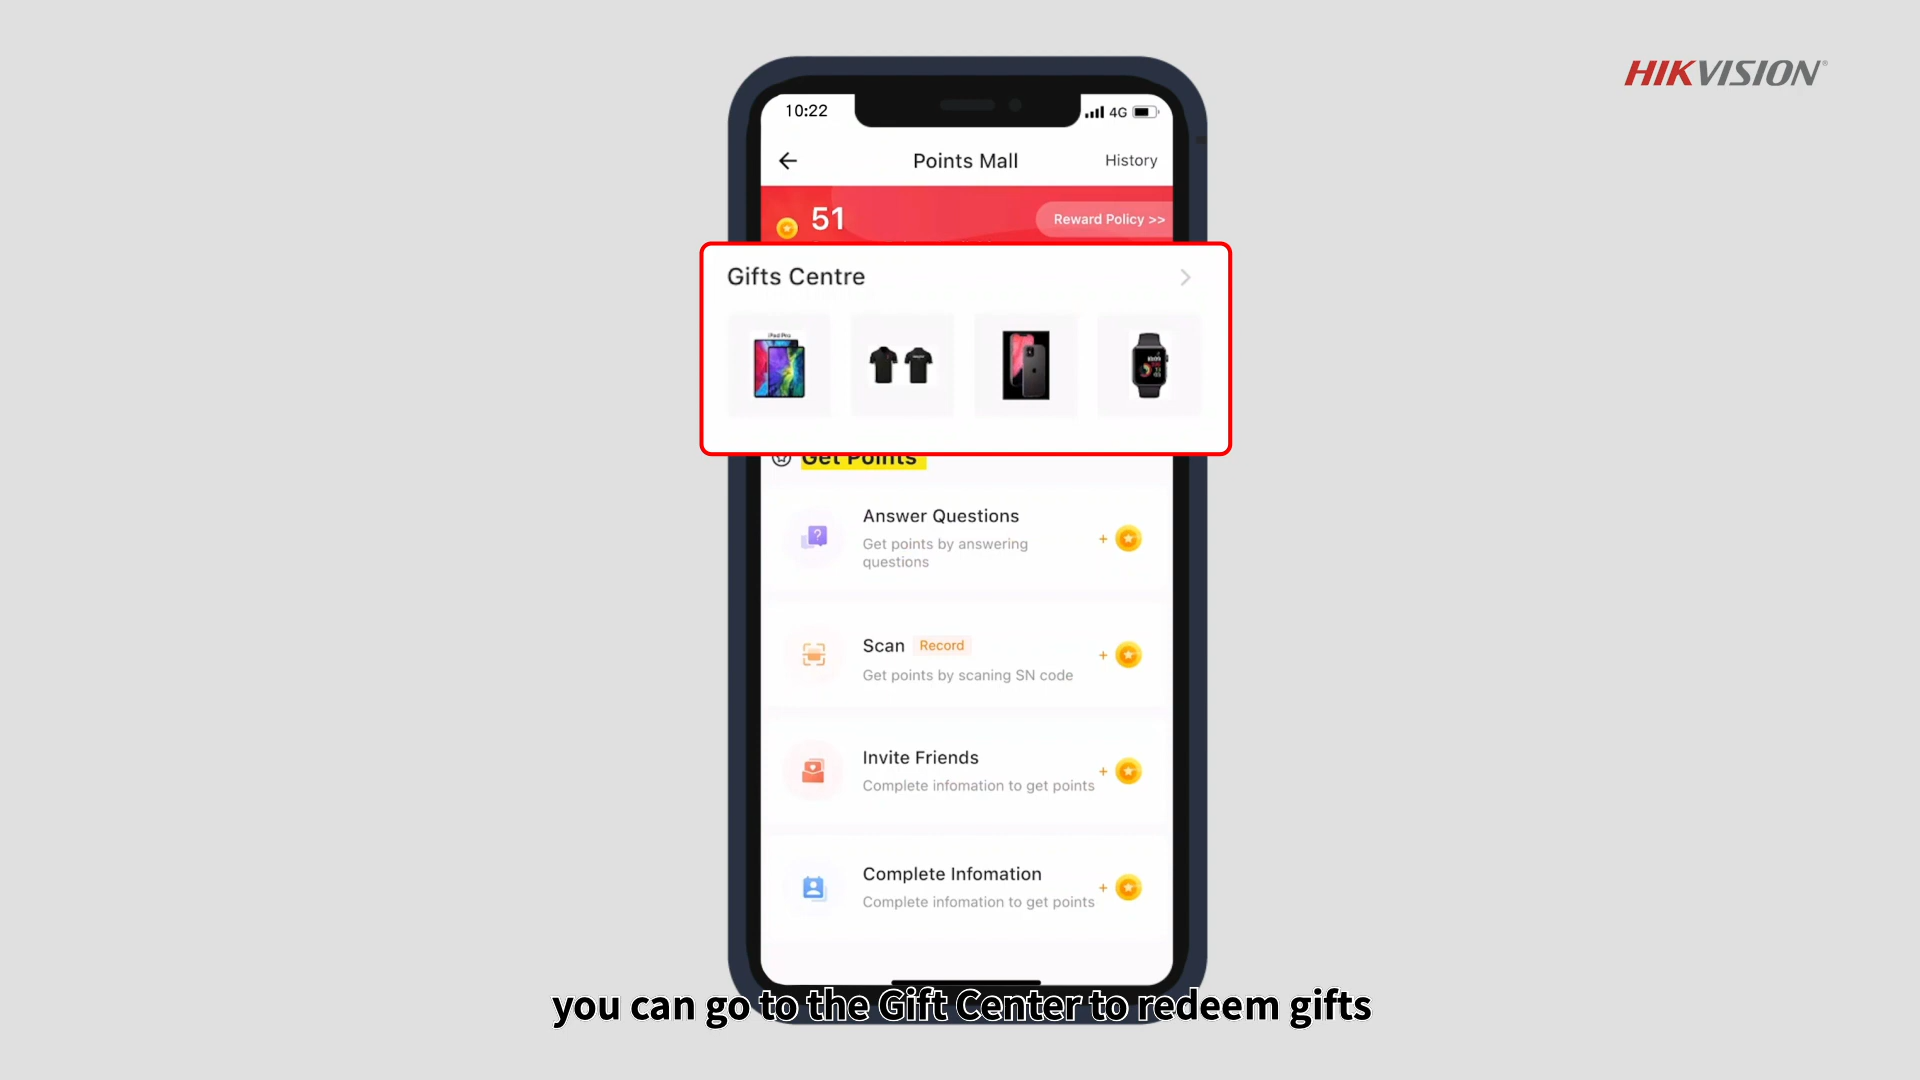 HIKVISION®
10:22
4G
Points Mall
History
51
Reward Policy >>
Gifts Centre
iPad Pro
Get Points
Answer Questions
Get points by answering
questions
+
Scan Record
Get points by scaning SN code
+
Invite Friends
Complete infomation to get points
+
Complete Infomation
Complete infomation to get points
+
you can go to the Gift Center to redeem gifts